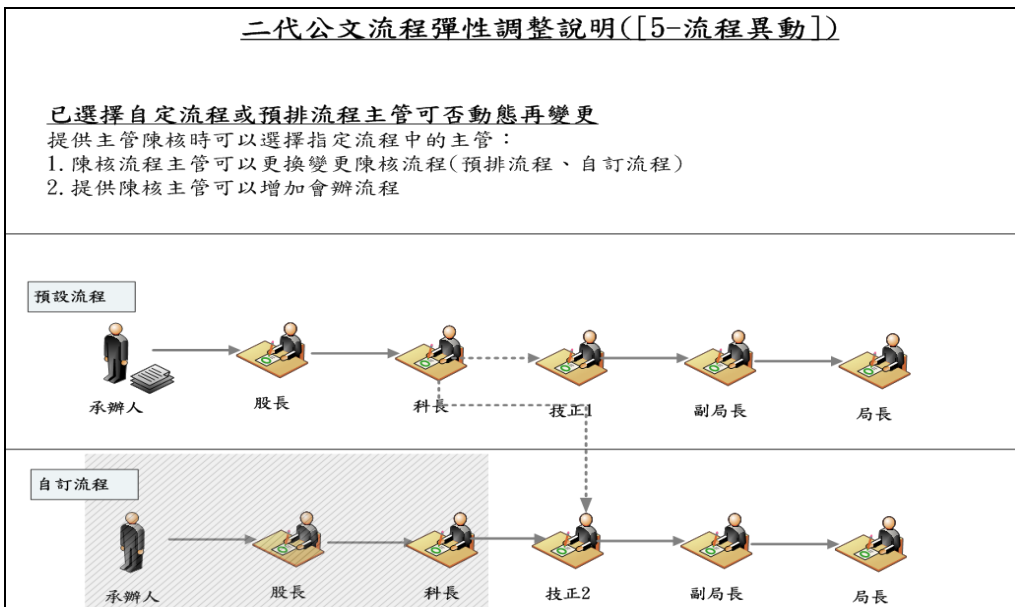 二代公文流程彈性調整說明([5-流程異動])
已選擇自定流程或預排流程主管可否動態再變更
提供主管陳核時可以選擇指定流程中的主管：
1.陳核流程主管可以更換變更陳核流程(預排流程、自訂流程)
2.提供陳核主管可以增加會辦流程
預設流程
承辦人
股長
科長
技正1
副局長
局長
自訂流程
承辦人
股長
科長
技正2
副局長
局長